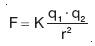 F = K q₁ · q₂ / r²